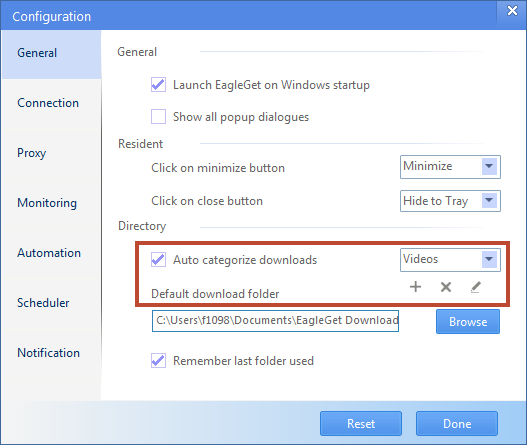 Configuration
General
Connection
Proxy
Monitoring
Automation
Scheduler
Notification
General
Launch EagleGet on Windows startup
Show all popup dialogues
Resident
Click on minimize button Minimize
Click on close button Hide to Tray
Directory
Auto categorize downloads Videos
Default download folder
C:\Users\f1098\Documents\EagleGet Download Browse
Remember last folder used
Reset Done